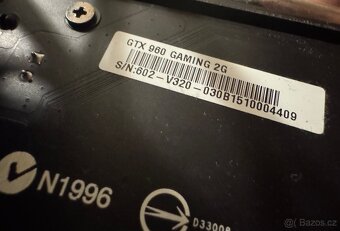 GTX 960 GAMING 2G
S/N:602-V320-030B1510004409
N1996
D33008
Bazos.cz